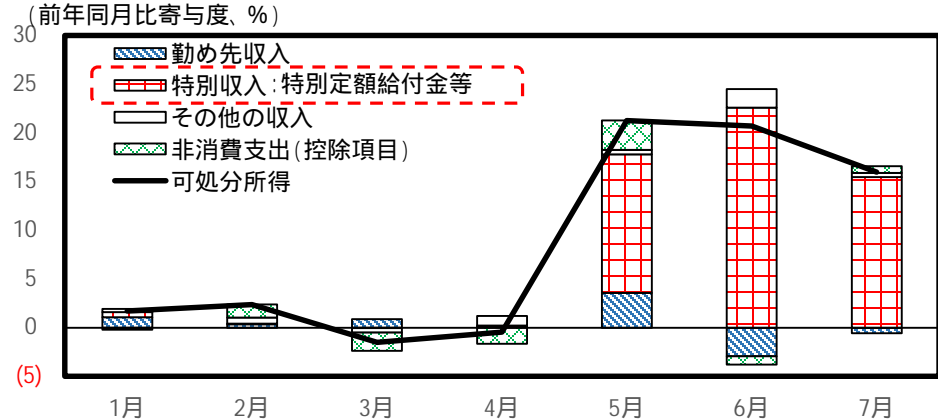 (前年同月比寄与度、%)
30
25
20
15
10
5
0
(5)
勤め先収入
特別収入:特別定額給付金等
その他の収入
非消費支出(控除項目)
可処分所得
1月 2月 3月 4月 5月 6月 7月